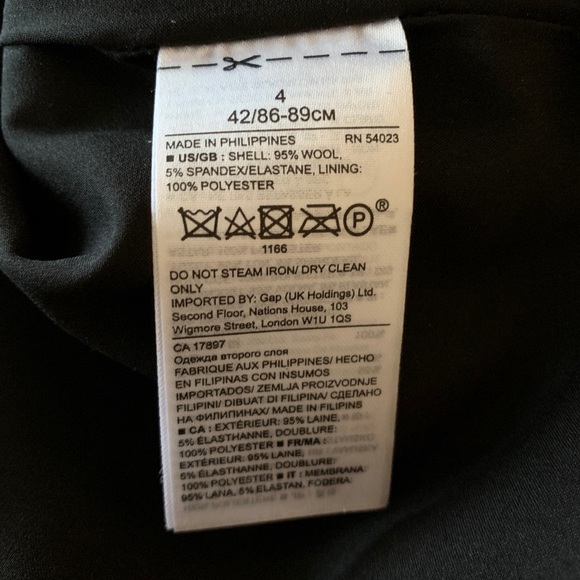 4
42/86-89CM
MADE IN PHILIPPINES RN 54023
■ US/GB : SHELL: 95% WOOL,
5% SPANDEX/ELASTANE, LINING:
100% POLYESTER
P ®
1166
DO NOT STEAM IRON/ DRY CLEAN
ONLY
IMPORTED BY: Gap (UK Holdings) Ltd.
Second Floor, Nations House, 103
Wigmore Street, London W1U 1QS
CA 17897
Одежда второго слоя
FABRIQUE AUX PHILIPPINES/ HECHO
EN FILIPINAS CON INSUMOS
IMPORTADOS/ ZEMLJA PROIZVODNJE
FILIPINI/ DIBUAT DI FILIPINA/ СДЕЛАНО
НА ФИЛИПИНАХ/ MADE IN FILIPINS
■ CA : EXTÉRIEUR: 95% LAINE,
5% ÉLASTHANNE, DOUBLURE:
100% POLYESTER ■ FR/MA :
EXTÉRIEUR: 95% LAINE,
5% ÉLASTHANNE, DOUBLURE:
100% POLYESTER ■ IT : MEMBRANA:
95% LANA, 5% ELASTAN, FODERA: